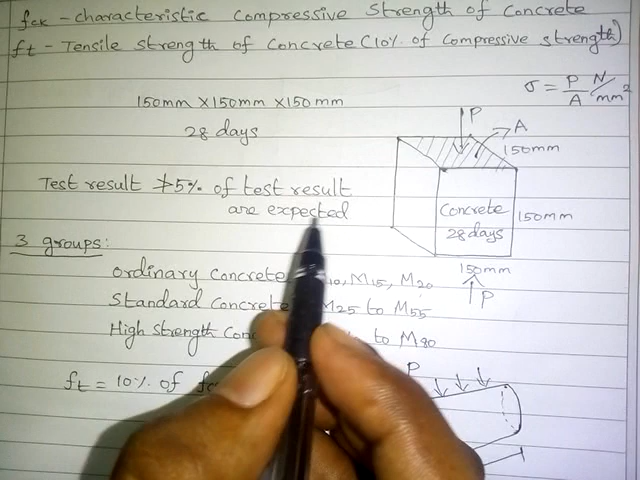 fck - characteristic compressive strength of concrete
ft - Tensile strength of concrete (10% of compressive strength)
σ = P/A N/mm²
150mm x 150mm x 150mm
28 days
P
A
150mm
Test result ≯5% of test result
are expected
Concrete
28 days
150mm
150mm
P
3 groups:
Ordinary Concrete M15, M20
Standard Concrete M25 to M55
High Strength to M80
ft = 10% of
P